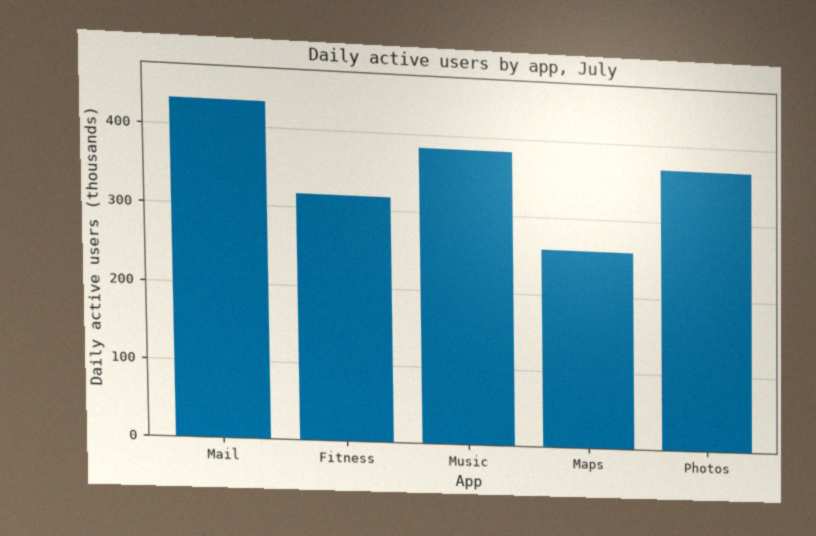 Daily active users by app, July
Daily active users (thousands)
400
300
200
100
0
Mail
Fitness
Music
Maps
Photos
App